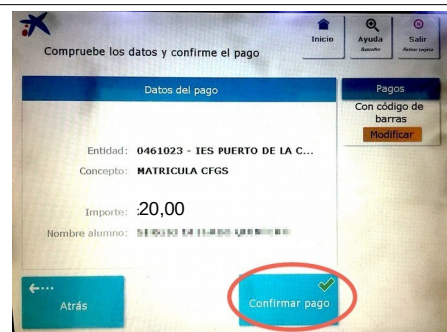 Inicio
Ayuda
Salir
Compruebe los datos y confirme el pago
Datos del pago
Pagos
Con código de
barras
Modificar
Entidad: 0461023 - IES PUERTO DE LA C...
Concepto: MATRICULA CFGS
Importe: 20,00
Nombre alumno:
Atrás
Confirmar pago